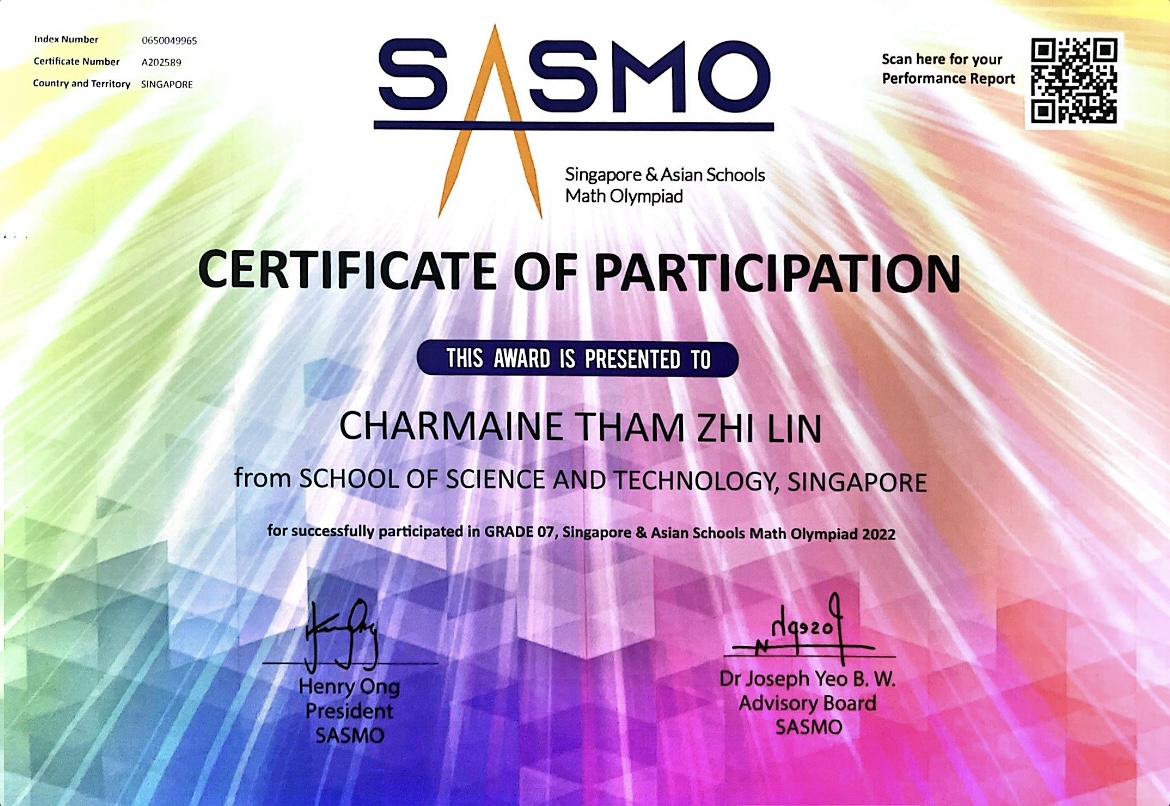 Index Number 0650049965
Certificate Number A202589
Country and Territory SINGAPORE
Scan here for your
Performance Report
SASMO
Singapore & Asian Schools
Math Olympiad
CERTIFICATE OF PARTICIPATION
THIS AWARD IS PRESENTED TO
CHARMAINE THAM ZHI LIN
from SCHOOL OF SCIENCE AND TECHNOLOGY, SINGAPORE
for successfully participated in GRADE 07, Singapore & Asian Schools Math Olympiad 2022
Henry Ong
President
SASMO
Dr Joseph Yeo B. W.
Advisory Board
SASMO